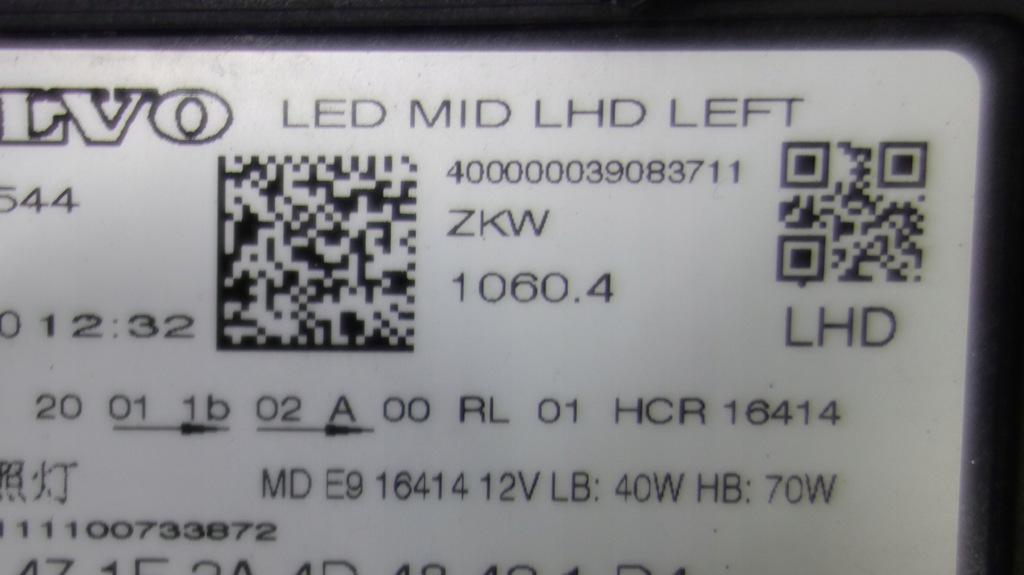 LVO LED MID LHD LEFT
544
400000039083711
ZKW
1060.4
0 12:32
LHD
20 01 1b 02 A 00 RL 01 HCR 16414
照灯 MD E9 16414 12V LB: 40W HB: 70W
111100733872